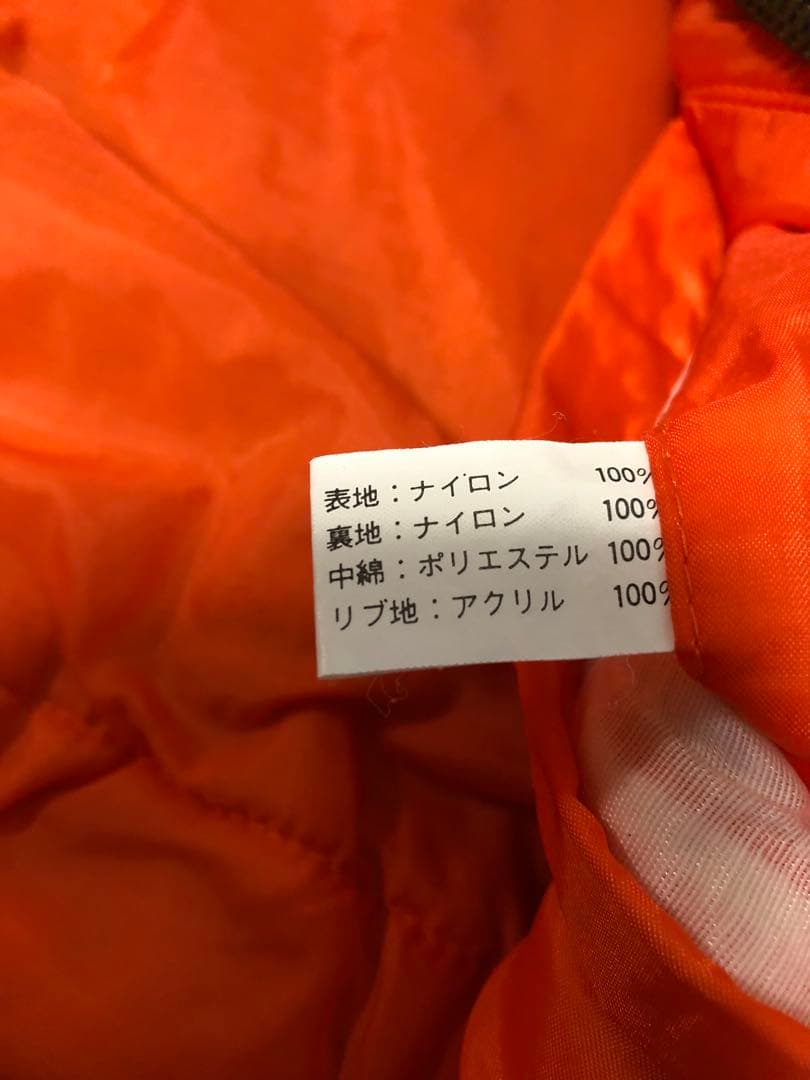 表地：ナイロン 100%
裏地：ナイロン 100%
中綿：ポリエステル 100%
リブ地：アクリル 100%